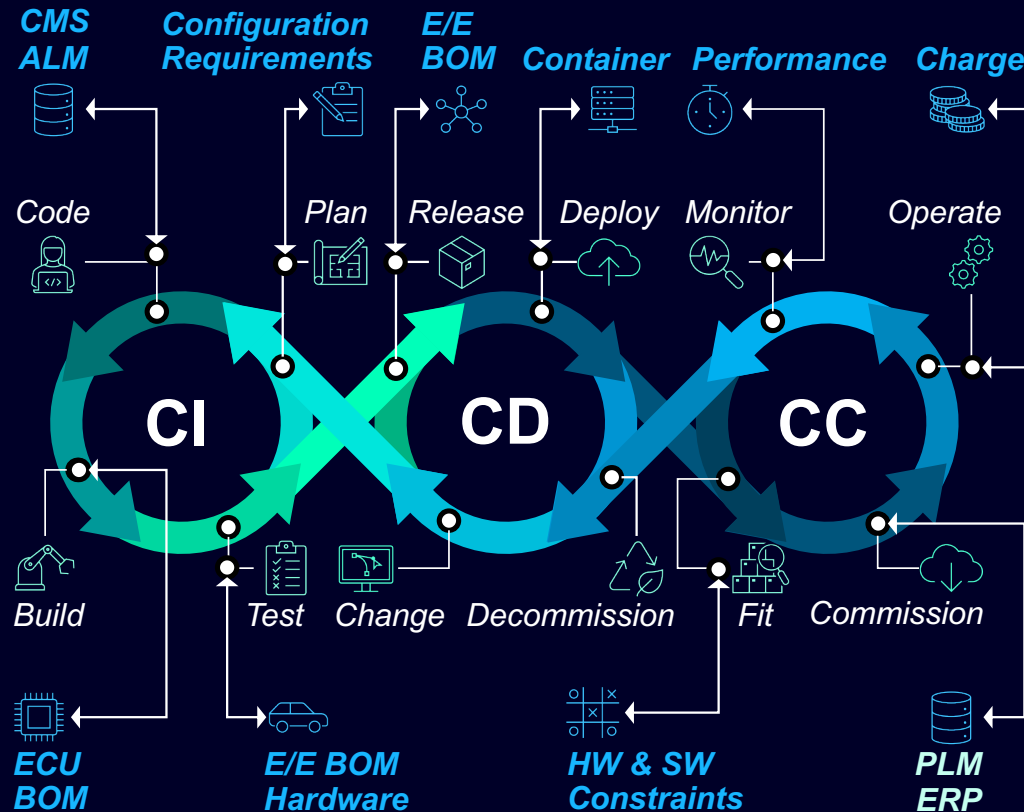 CMS
ALM
Configuration
Requirements
E/E
BOM
Container
Performance
Charge
Code
Plan
Release
Deploy
Monitor
Operate
</>
CI
CD
CC
Build
Test
Change
Decommission
Fit
Commission
ECU
BOM
E/E BOM
Hardware
HW & SW
Constraints
PLM
ERP